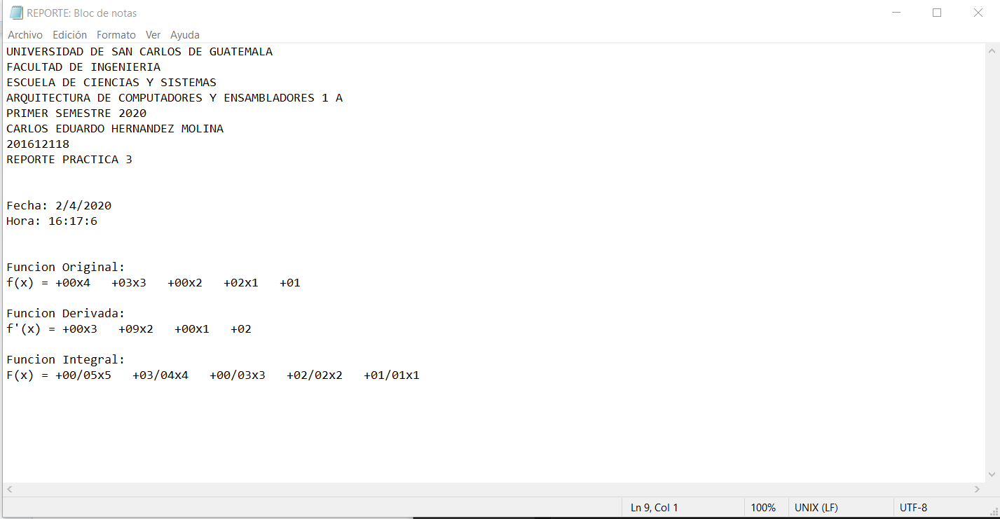 REPORTE: Bloc de notas
Archivo Edición Formato Ver Ayuda
UNIVERSIDAD DE SAN CARLOS DE GUATEMALA
FACULTAD DE INGENIERIA
ESCUELA DE CIENCIAS Y SISTEMAS
ARQUITECTURA DE COMPUTADORES Y ENSAMBLADORES 1 A
PRIMER SEMESTRE 2020
CARLOS EDUARDO HERNANDEZ MOLINA
201612118
REPORTE PRACTICA 3
Fecha: 2/4/2020
Hora: 16:17:6
Funcion Original:
f(x) = +00x4   +03x3   +00x2   +02x1   +01
Funcion Derivada:
f'(x) = +00x3   +09x2   +00x1   +02
Funcion Integral:
F(x) = +00/05x5   +03/04x4   +00/03x3   +02/02x2   +01/01x1
Ln 9, Col 1 100% UNIX (LF) UTF-8